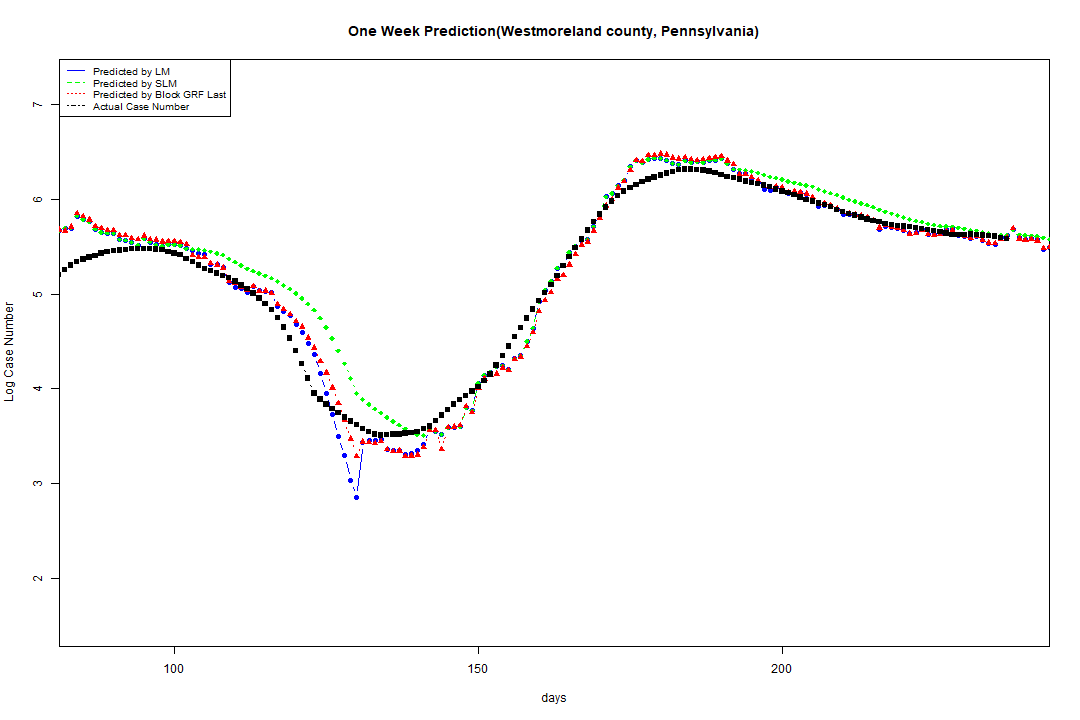 One Week Prediction(Westmoreland county, Pennsylvania)
Predicted by LM
Predicted by SLM
Predicted by Block GRF Last
Actual Case Number
7
6
5
4
3
2
Log Case Number
100 150 200
days